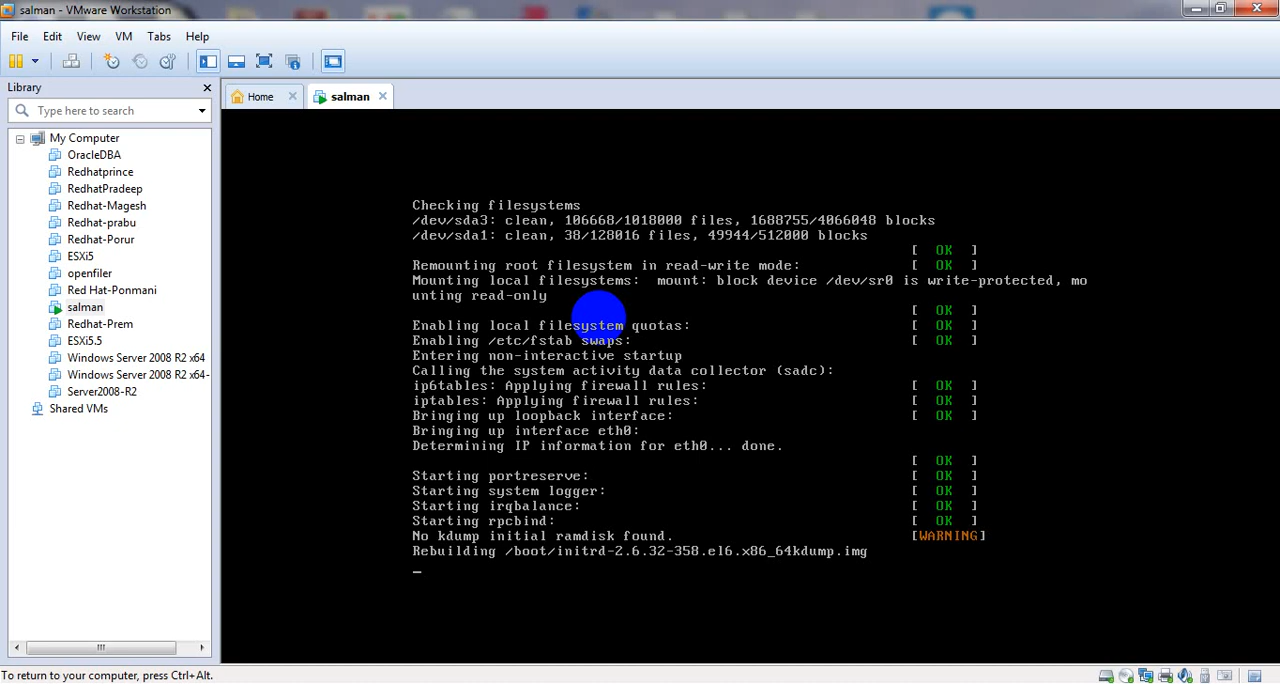 salman - VMware Workstation
File Edit View VM Tabs Help
Library
Type here to search
My Computer
OracleDBA
Redhatprince
RedhatPradeep
Redhat-Magesh
Redhat-prabu
Redhat-Porur
ESXi5
openfiler
Red Hat-Ponmani
salman
Redhat-Prem
ESXi5.5
Windows Server 2008 R2 x64
Windows Server 2008 R2 x64-
Server2008-R2
Shared VMs
Home
salman
Checking filesystems
/dev/sda3: clean, 106668/1018000 files, 1688755/4066048 blocks
/dev/sda1: clean, 38/128016 files, 49944/512000 blocks
[ OK ]
Remounting root filesystem in read-write mode: [ OK ]
Mounting local filesystems: mount: block device /dev/sr0 is write-protected, mo
unting read-only
[ OK ]
Enabling local filesystem quotas: [ OK ]
Enabling /etc/fstab swaps: [ OK ]
Entering non-interactive startup
Calling the system activity data collector (sadc):
ip6tables: Applying firewall rules: [ OK ]
iptables: Applying firewall rules: [ OK ]
Bringing up loopback interface: [ OK ]
Bringing up interface eth0:
Determining IP information for eth0... done.
[ OK ]
Starting portreserve: [ OK ]
Starting system logger: [ OK ]
Starting irqbalance: [ OK ]
Starting rpcbind: [ OK ]
No kdump initial ramdisk found. [WARNING]
Rebuilding /boot/initrd-2.6.32-358.el6.x86_64kdump.img
To return to your computer, press Ctrl+Alt.